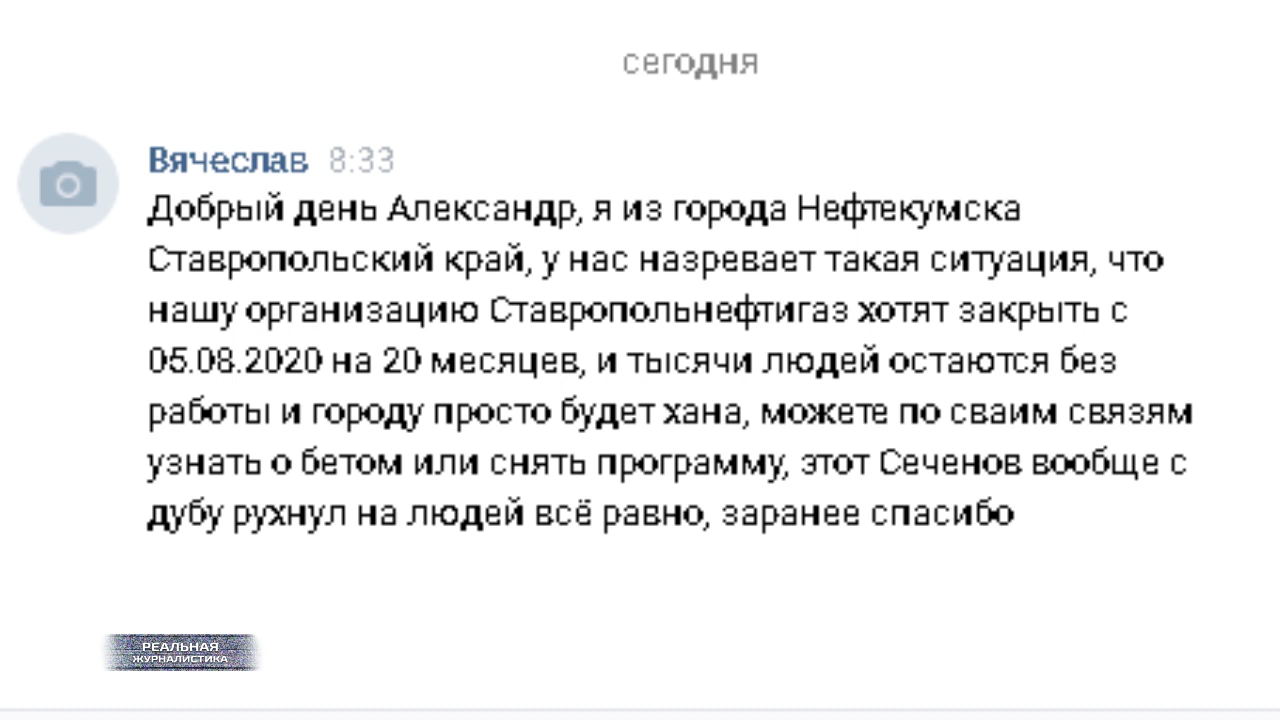 сегодня
Вячеслав 8:33
Добрый день Александр, я из города Нефтекумска
Ставропольский край, у нас назревает такая ситуация, что
нашу организацию Ставропольнефтигаз хотят закрыть с
05.08.2020 на 20 месяцев, и тысячи людей остаются без
работы и городу просто будет хана, можете по сваим связям
узнать о бетом или снять программу, этот Сеченов вообще с
дубу рухнул на людей всё равно, заранее спасибо
РЕАЛЬНАЯ
ЖУРНАЛИСТИКА